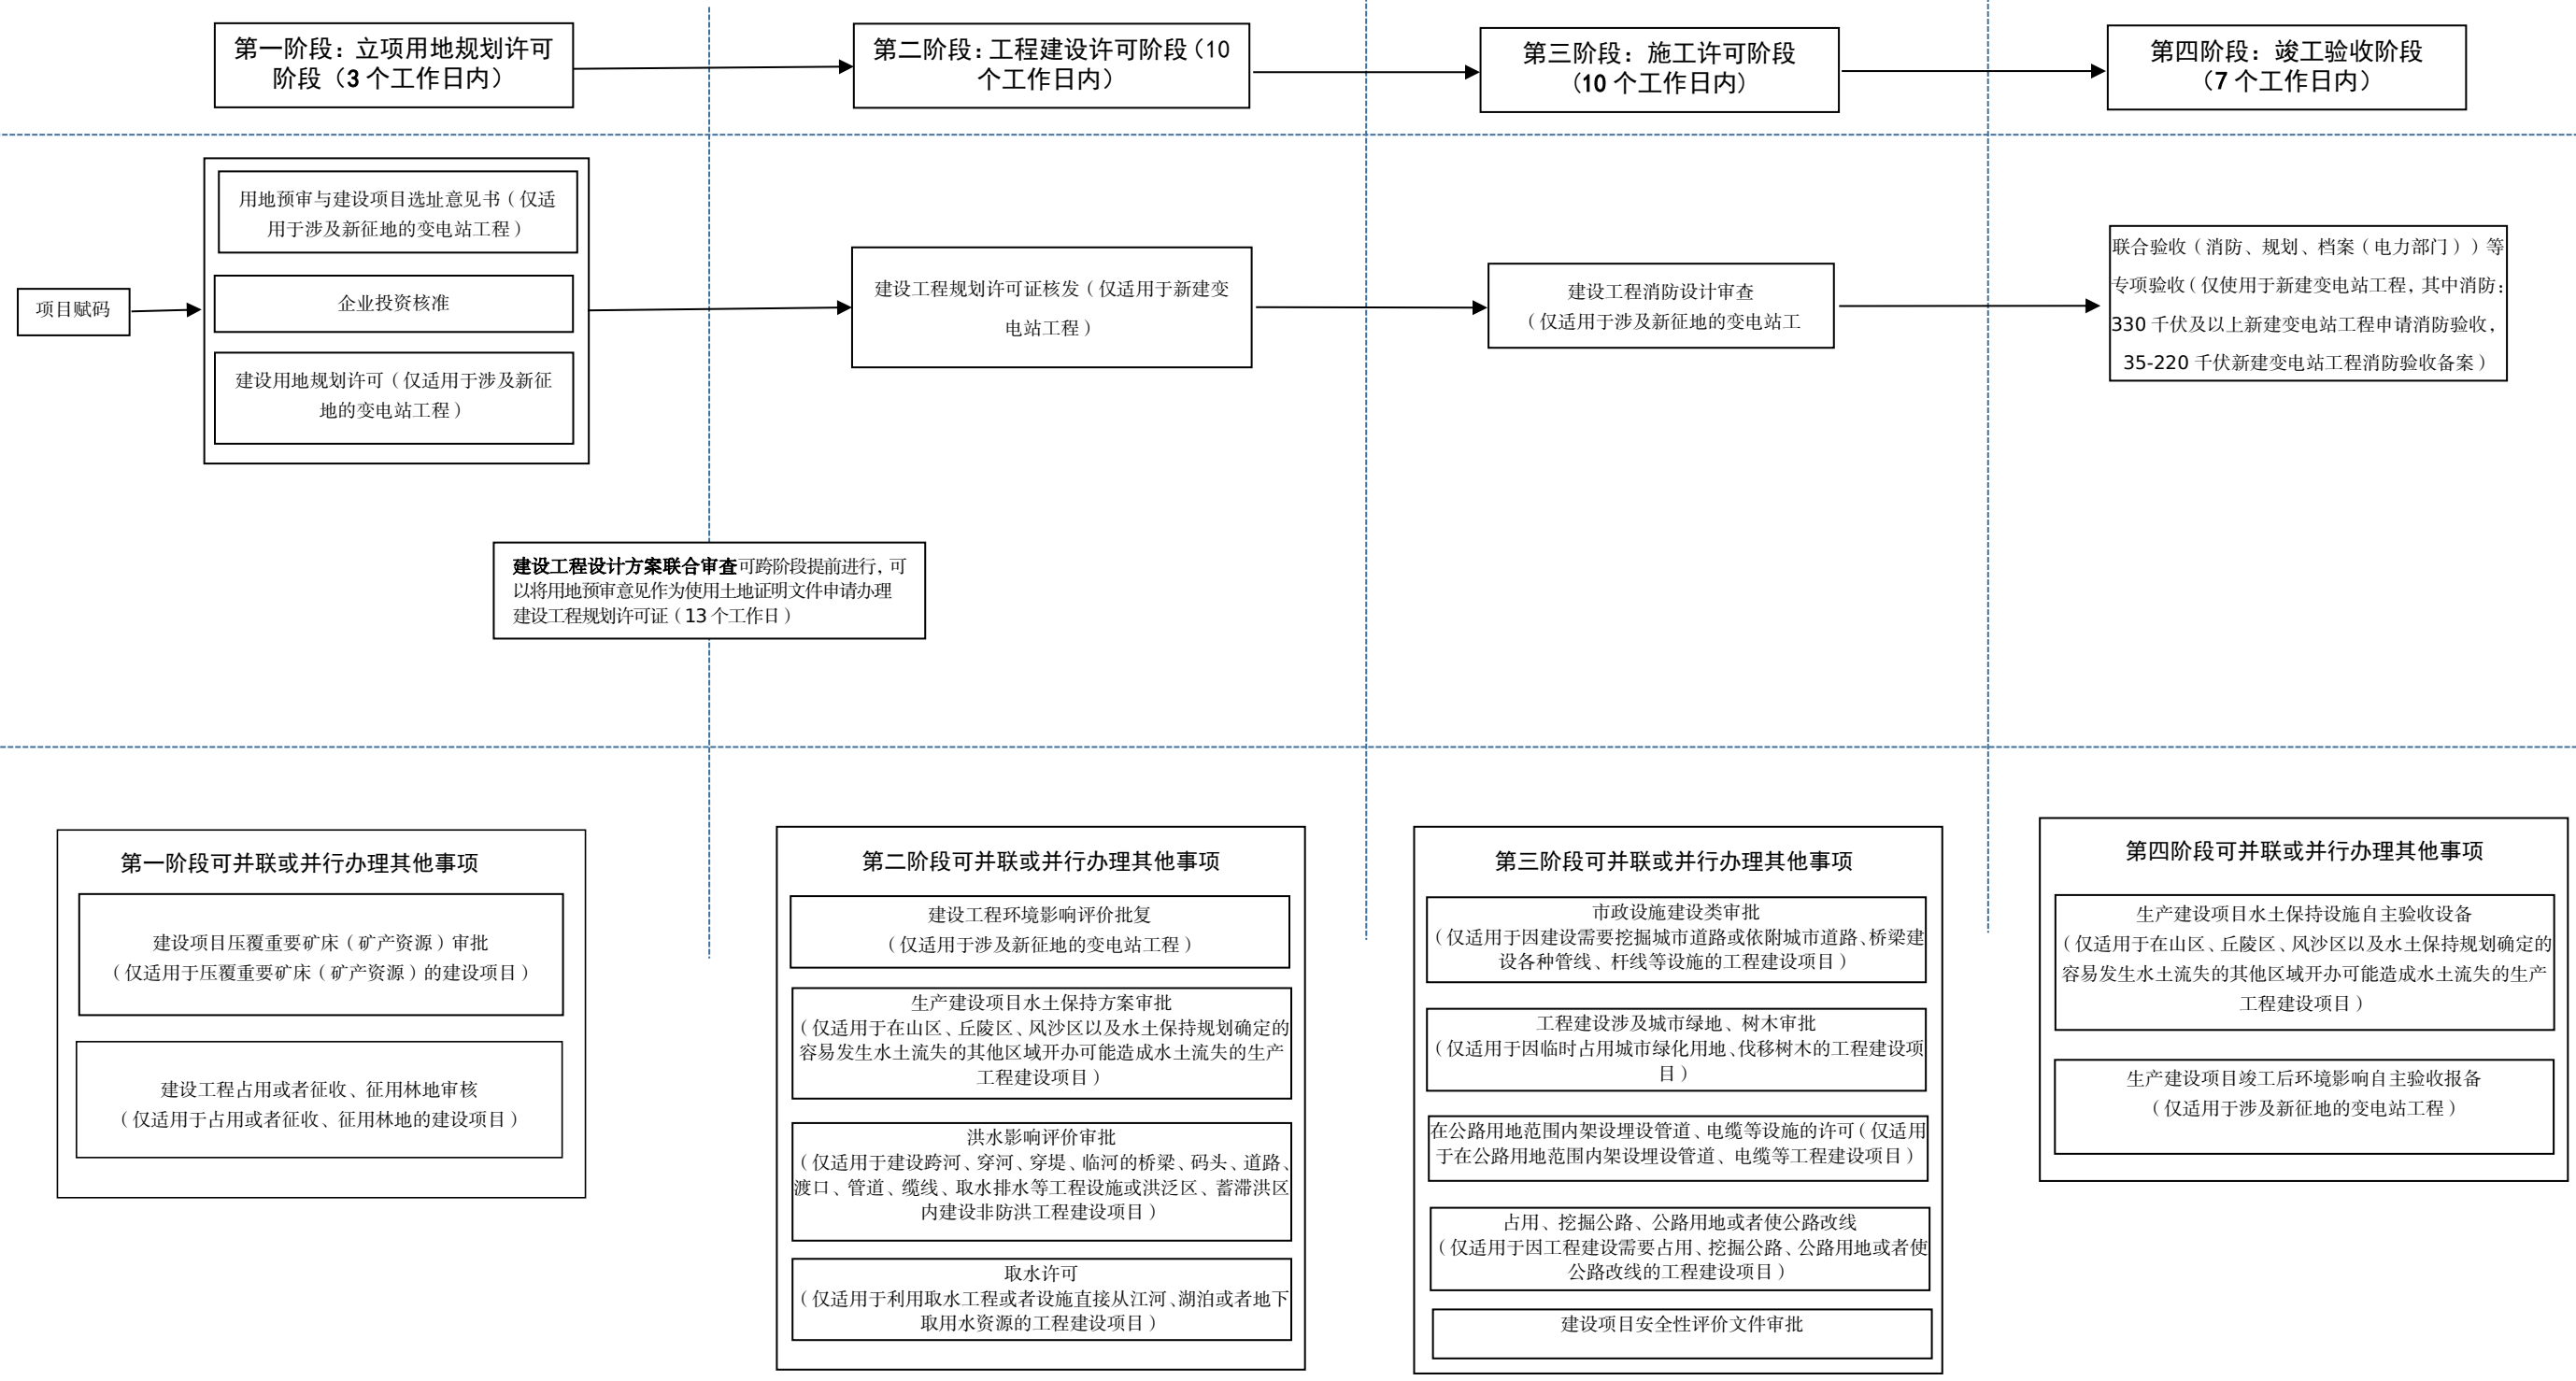 第一阶段：立项用地规划许可
阶段（3 个工作日内）
第二阶段：工程建设许可阶段（10
个工作日内）
第三阶段：施工许可阶段
（10 个工作日内）
第四阶段：竣工验收阶段
（7 个工作日内）
项目赋码
用地预审与建设项目选址意见书（仅适
用于涉及新征地的变电站工程）
企业投资核准
建设用地规划许可（仅适用于涉及新征
地的变电站工程）
建设工程规划许可证核发（仅适用于新建变
电站工程）
建设工程消防设计审查
（仅适用于涉及新征地的变电站工
联合验收（消防、规划、档案（电力部门））等
专项验收（仅使用于新建变电站工程，其中消防：
330 千伏及以上新建变电站工程申请消防验收，
35-220 千伏新建变电站工程消防验收备案）
建设工程设计方案联合审查可跨阶段提前进行，可
以将用地预审意见作为使用土地证明文件申请办理
建设工程规划许可证（13 个工作日）
第一阶段可并联或并行办理其他事项
建设项目压覆重要矿床（矿产资源）审批
（仅适用于压覆重要矿床（矿产资源）的建设项目）
建设工程占用或者征收、征用林地审核
（仅适用于占用或者征收、征用林地的建设项目）
第二阶段可并联或并行办理其他事项
建设工程环境影响评价批复
（仅适用于涉及新征地的变电站工程）
生产建设项目水土保持方案审批
（仅适用于在山区、丘陵区、风沙区以及水土保持规划确定的
容易发生水土流失的其他区域开办可能造成水土流失的生产
工程建设项目）
洪水影响评价审批
（仅适用于建设跨河、穿河、穿堤、临河的桥梁、码头、道路、
渡口、管道、缆线、取水排水等工程设施或洪泛区、蓄滞洪区
内建设非防洪工程建设项目）
取水许可
（仅适用于利用取水工程或者设施直接从江河、湖泊或者地下
取用水资源的工程建设项目）
第三阶段可并联或并行办理其他事项
市政设施建设类审批
（仅适用于因建设需要挖掘城市道路或依附城市道路、桥梁建
设各种管线、杆线等设施的工程建设项目）
工程建设涉及城市绿地、树木审批
（仅适用于因临时占用城市绿化用地、伐移树木的工程建设项
目）
在公路用地范围内架设埋设管道、电缆等设施的许可（仅适用
于在公路用地范围内架设埋设管道、电缆等工程建设项目）
占用、挖掘公路、公路用地或者使公路改线
（仅适用于因工程建设需要占用、挖掘公路、公路用地或者使
公路改线的工程建设项目）
建设项目安全性评价文件审批
第四阶段可并联或并行办理其他事项
生产建设项目水土保持设施自主验收设备
（仅适用于在山区、丘陵区、风沙区以及水土保持规划确定的
容易发生水土流失的其他区域开办可能造成水土流失的生产
工程建设项目）
生产建设项目竣工后环境影响自主验收报备
（仅适用于涉及新征地的变电站工程）